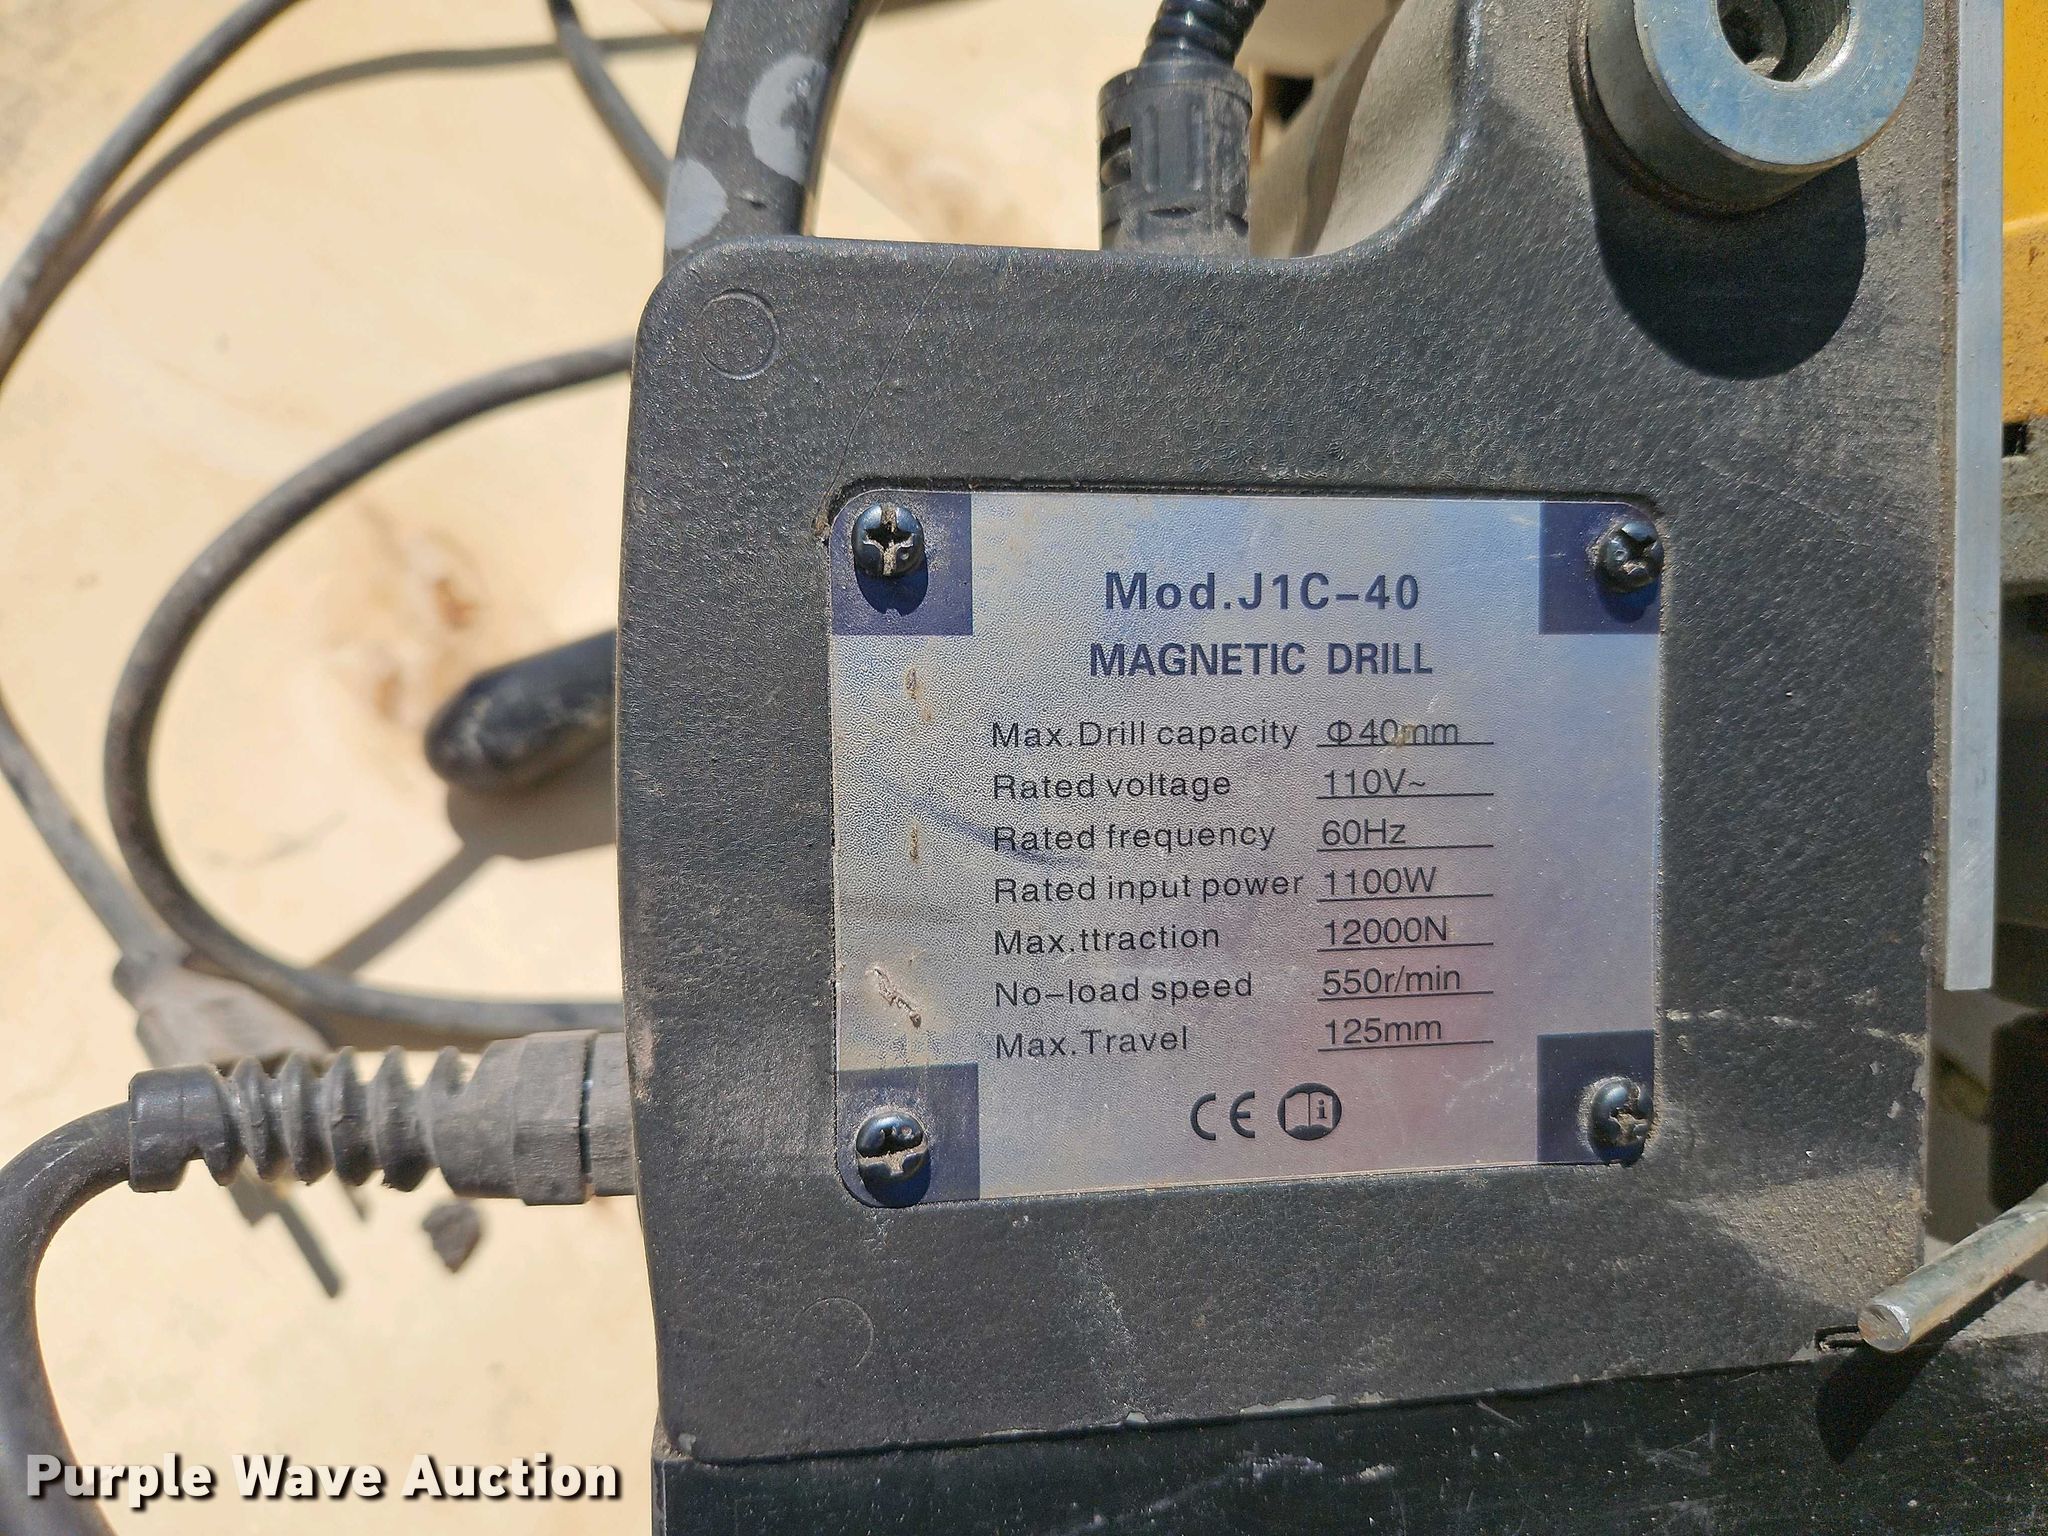 Mod.J1C-40
MAGNETIC DRILL
Max.Drill capacity Φ40mm
Rated voltage 110V~
Rated frequency 60Hz
Rated input power 1100W
Max.ttraction 12000N
No-load speed 550r/min
Max.Travel 125mm
CE i
Purple Wave Auction